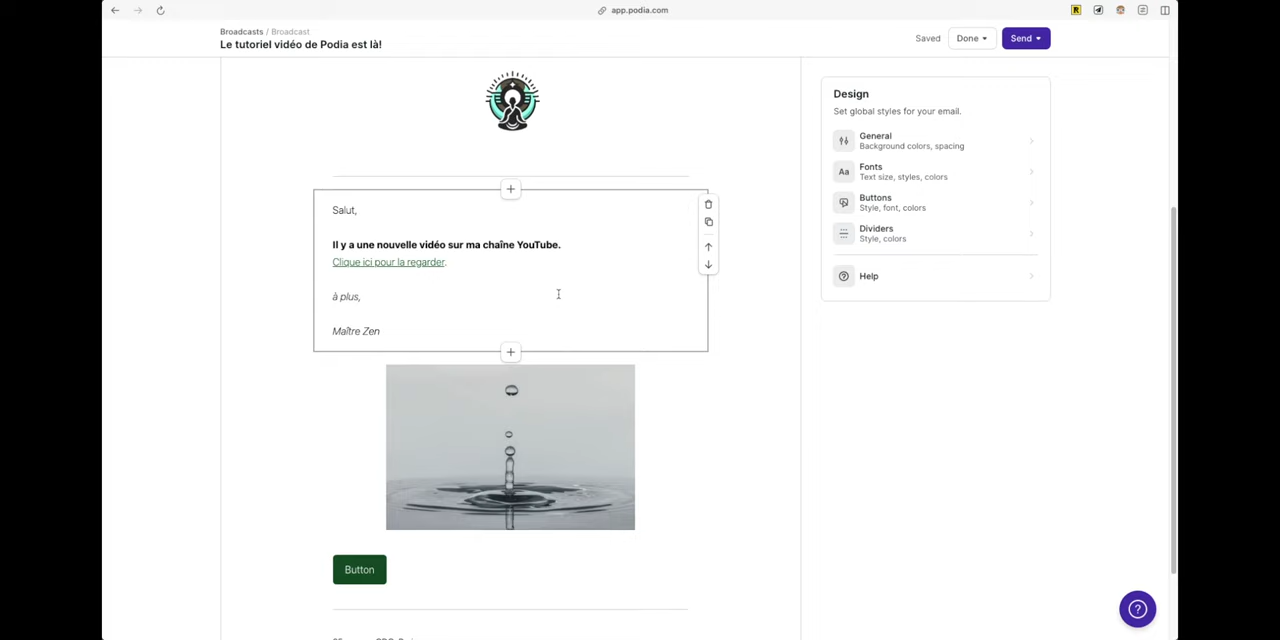 app.podia.com
Broadcasts / Broadcast
Le tutoriel vidéo de Podia est là!
Saved
Done
Send
Salut,
Il y a une nouvelle vidéo sur ma chaîne YouTube.
Clique ici pour la regarder.
à plus,
Maître Zen
Button
Design
Set global styles for your email.
General
Background colors, spacing
Aa
Fonts
Text size, styles, colors
Buttons
Style, font, colors
Dividers
Style, colors
Help